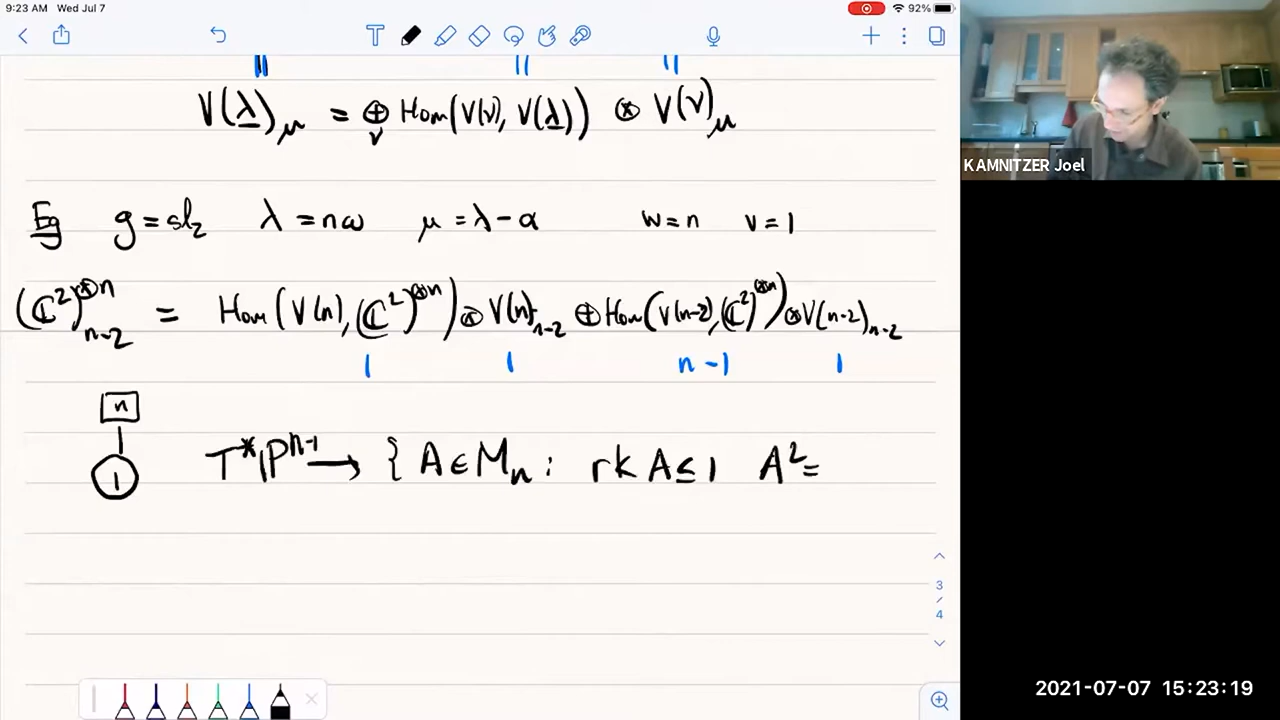 9:23 AM Wed Jul 7
92%
V(λ)_μ = ⊕_ν Hom(V(ν), V(λ)) ⊗ V(ν)_μ
Eg g = sl₂ λ = nω μ = λ - α w = n v = 1
(ℂ²)^{⊗n}_{n-2} = Hom(V(n), (ℂ²)^{⊗n}) ⊗ V(n)_{n-2} ⊕ Hom(V(n-2), (ℂ²)^{⊗n}) ⊗ V(n-2)_{n-2}
1 1 n-1 1
n
1
T*ℙ^{n-1} → { A ∈ M_n : rk A ≤ 1 A² =
3
/
4
KAMNITZER Joel
2021-07-07 15:23:19